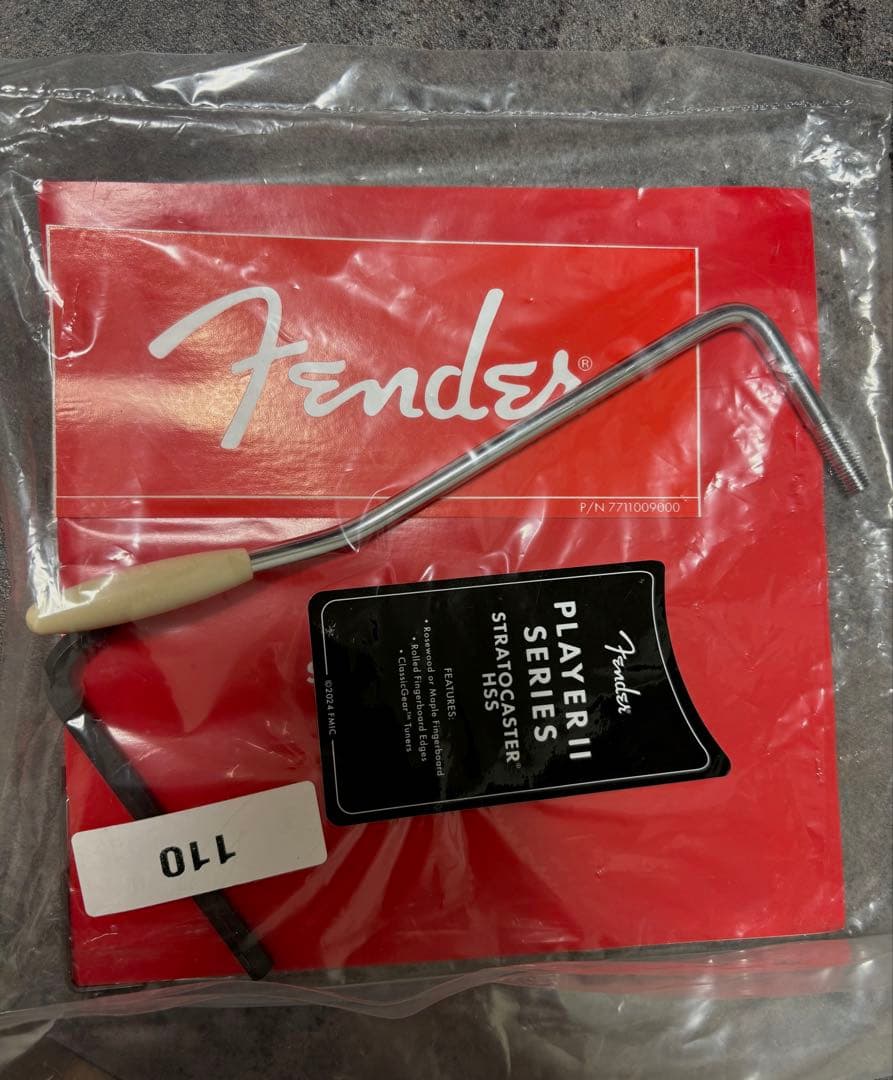 Fender®
P/N 7711009000
Fender
PLAYER II
SERIES
STRATOCASTER®
HSS
FEATURES:
• Rosewood or Maple Fingerboard
• Rolled Fingerboard Edges
• ClassicGear™ Tuners
©2024 FMIC
110